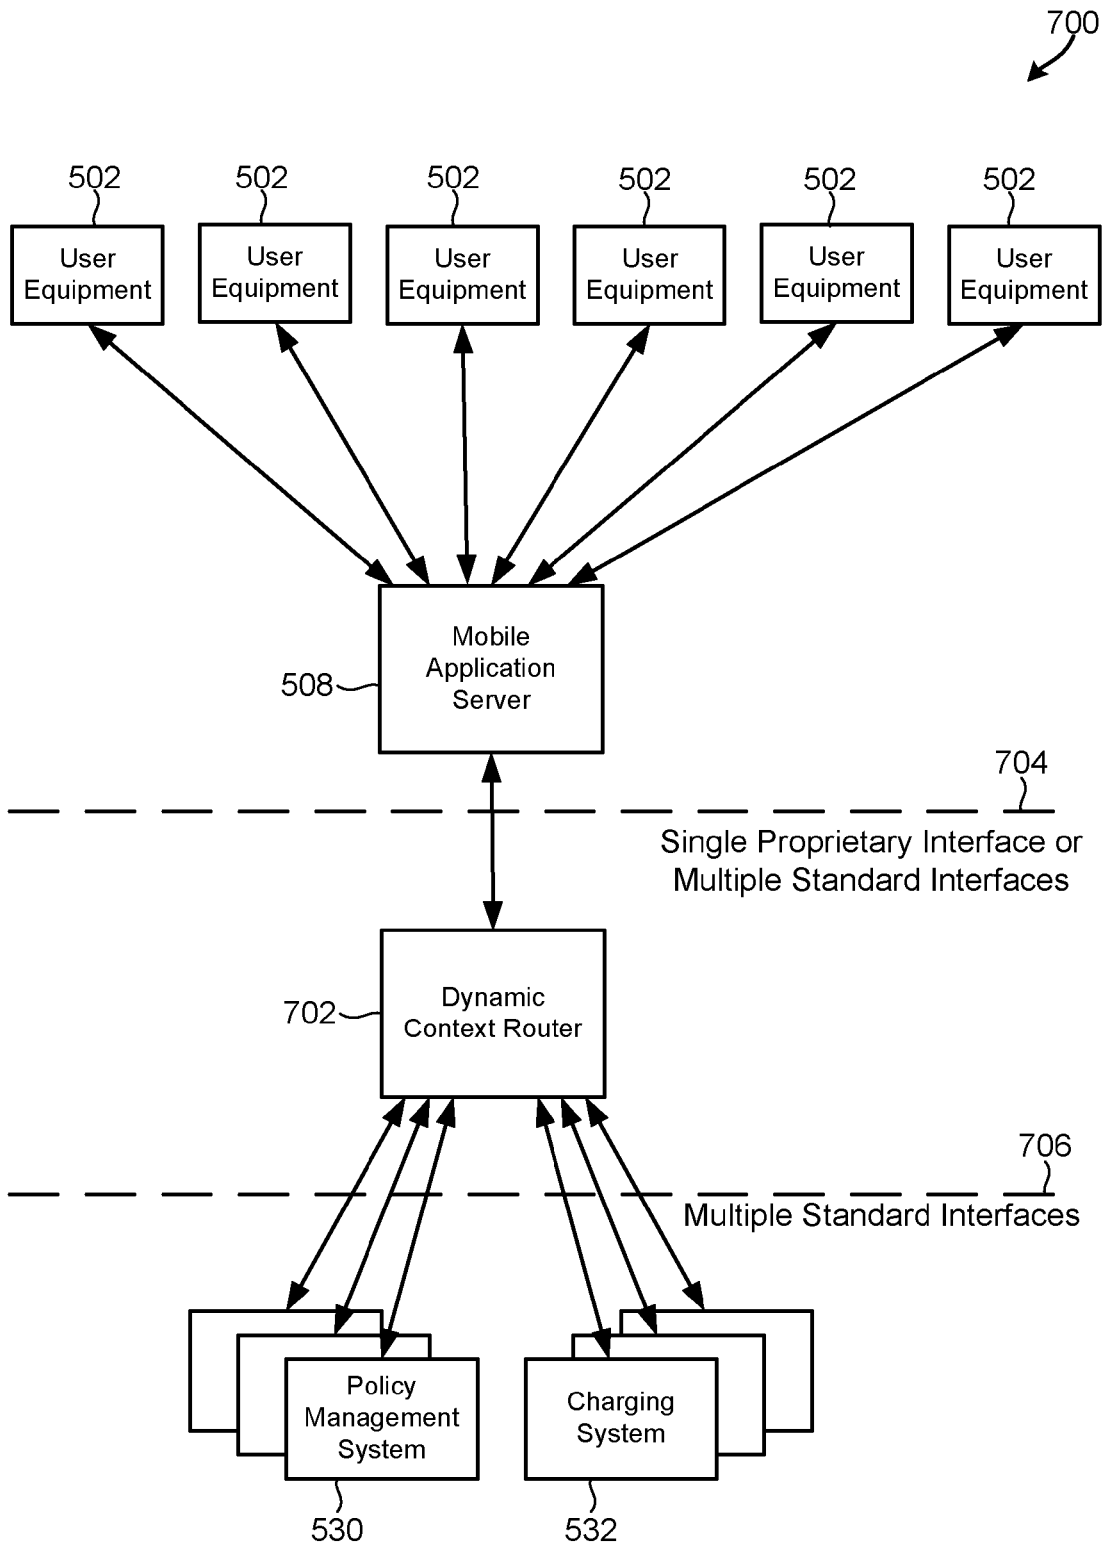 700
502 502 502 502 502 502
User Equipment
User Equipment
User Equipment
User Equipment
User Equipment
User Equipment
Mobile
Application
Server
508
704
Single Proprietary Interface or
Multiple Standard Interfaces
Dynamic
Context Router
702
706
Multiple Standard Interfaces
Policy
Management
System
Charging
System
530
532